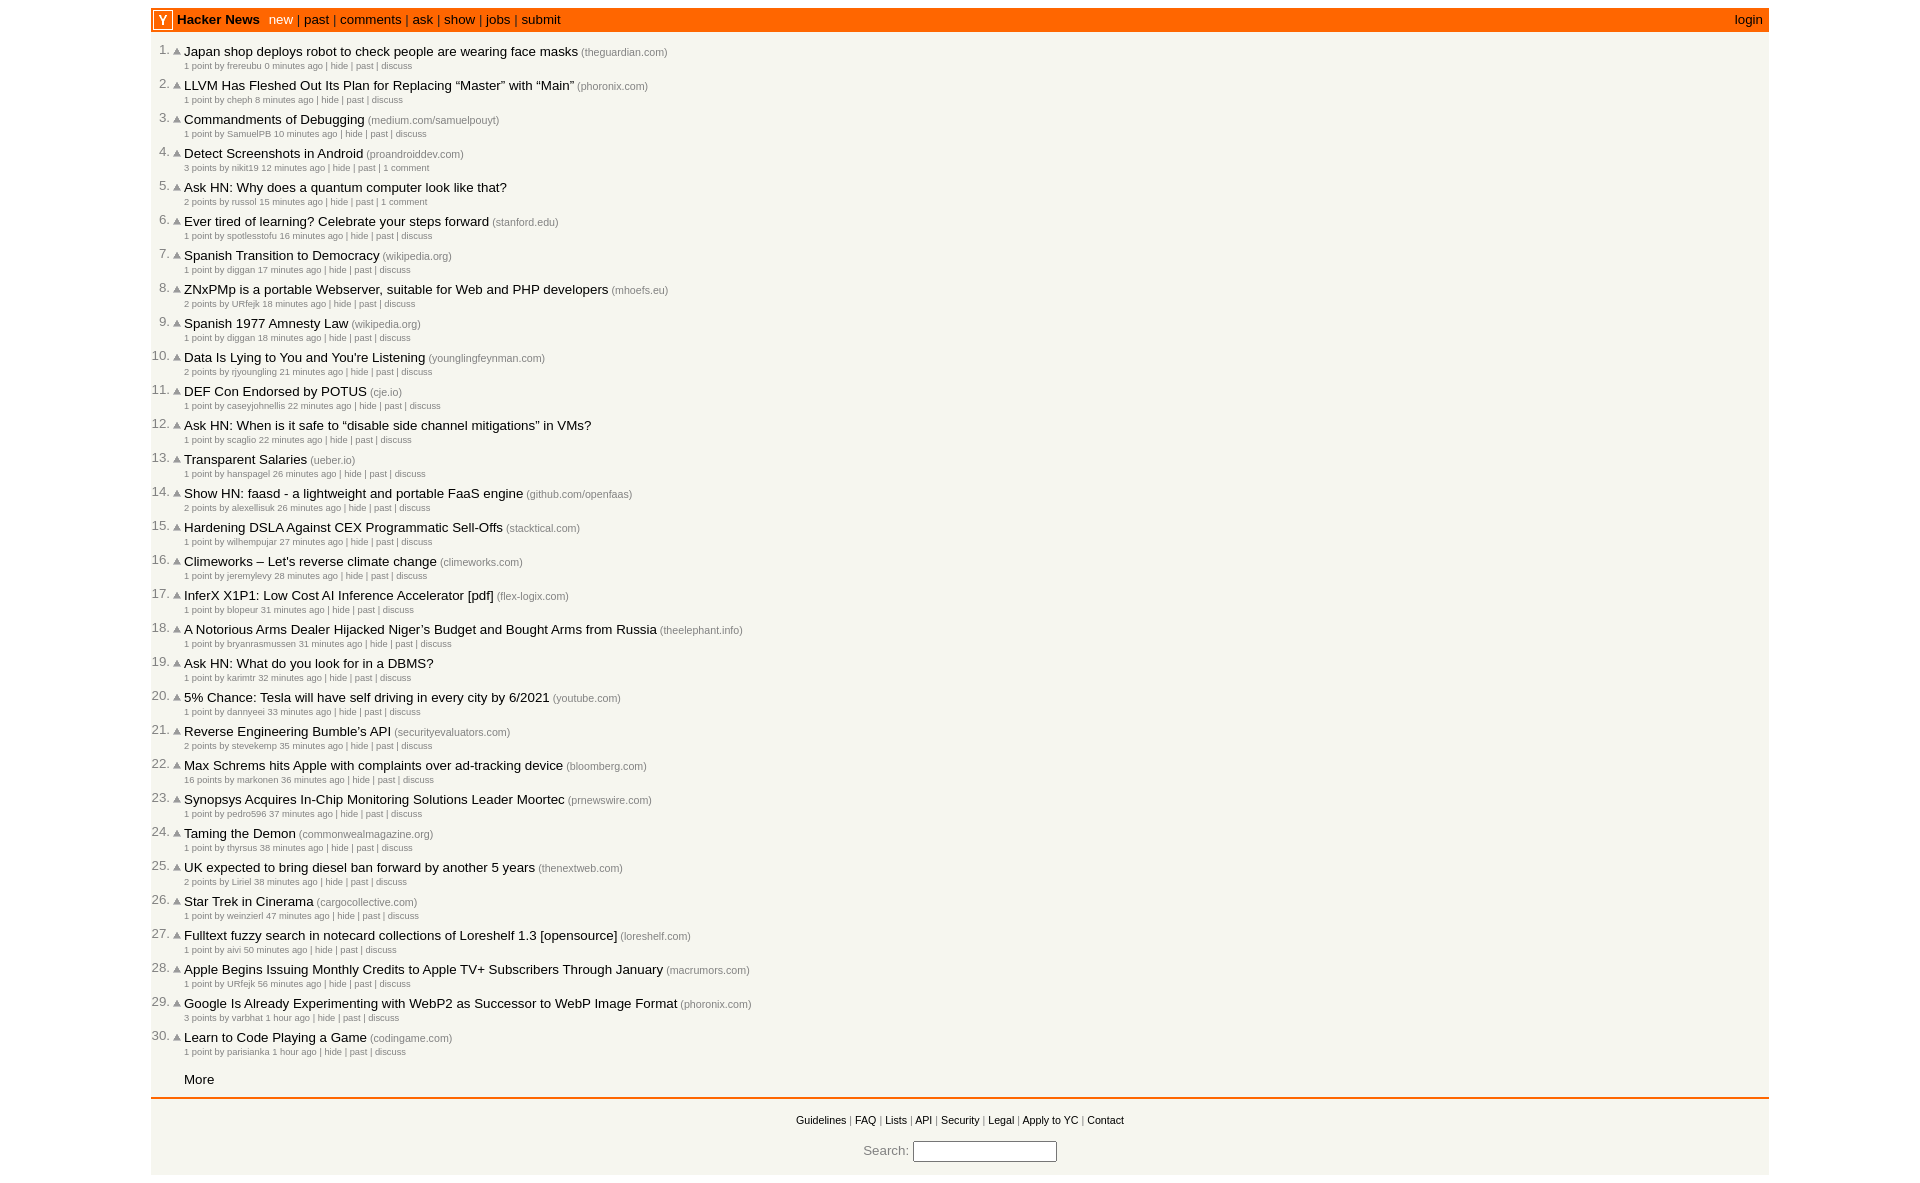 Y Hacker News new | past | comments | ask | show | jobs | submit login
1. Japan shop deploys robot to check people are wearing face masks (theguardian.com)
1 point by frereubu 0 minutes ago | hide | past | discuss
2. LLVM Has Fleshed Out Its Plan for Replacing “Master” with “Main” (phoronix.com)
1 point by cheph 8 minutes ago | hide | past | discuss
3. Commandments of Debugging (medium.com/samuelpouyt)
1 point by SamuelPB 10 minutes ago | hide | past | discuss
4. Detect Screenshots in Android (proandroiddev.com)
3 points by nikit19 12 minutes ago | hide | past | 1 comment
5. Ask HN: Why does a quantum computer look like that?
2 points by russol 15 minutes ago | hide | past | 1 comment
6. Ever tired of learning? Celebrate your steps forward (stanford.edu)
1 point by spotlesstofu 16 minutes ago | hide | past | discuss
7. Spanish Transition to Democracy (wikipedia.org)
1 point by diggan 17 minutes ago | hide | past | discuss
8. ZNxPMp is a portable Webserver, suitable for Web and PHP developers (mhoefs.eu)
2 points by URfejk 18 minutes ago | hide | past | discuss
9. Spanish 1977 Amnesty Law (wikipedia.org)
1 point by diggan 18 minutes ago | hide | past | discuss
10. Data Is Lying to You and You're Listening (younglingfeynman.com)
2 points by rjyoungling 21 minutes ago | hide | past | discuss
11. DEF Con Endorsed by POTUS (cje.io)
1 point by caseyjohnellis 22 minutes ago | hide | past | discuss
12. Ask HN: When is it safe to “disable side channel mitigations” in VMs?
1 point by scaglio 22 minutes ago | hide | past | discuss
13. Transparent Salaries (ueber.io)
1 point by hanspagel 26 minutes ago | hide | past | discuss
14. Show HN: faasd - a lightweight and portable FaaS engine (github.com/openfaas)
2 points by alexellisuk 26 minutes ago | hide | past | discuss
15. Hardening DSLA Against CEX Programmatic Sell-Offs (stacktical.com)
1 point by wilhempujar 27 minutes ago | hide | past | discuss
16. Climeworks – Let's reverse climate change (climeworks.com)
1 point by jeremylevy 28 minutes ago | hide | past | discuss
17. InferX X1P1: Low Cost AI Inference Accelerator [pdf] (flex-logix.com)
1 point by blopeur 31 minutes ago | hide | past | discuss
18. A Notorious Arms Dealer Hijacked Niger’s Budget and Bought Arms from Russia (theelephant.info)
1 point by bryanrasmussen 31 minutes ago | hide | past | discuss
19. Ask HN: What do you look for in a DBMS?
1 point by karimtr 32 minutes ago | hide | past | discuss
20. 5% Chance: Tesla will have self driving in every city by 6/2021 (youtube.com)
1 point by dannyeei 33 minutes ago | hide | past | discuss
21. Reverse Engineering Bumble’s API (securityevaluators.com)
2 points by stevekemp 35 minutes ago | hide | past | discuss
22. Max Schrems hits Apple with complaints over ad-tracking device (bloomberg.com)
16 points by markonen 36 minutes ago | hide | past | discuss
23. Synopsys Acquires In-Chip Monitoring Solutions Leader Moortec (prnewswire.com)
1 point by pedro596 37 minutes ago | hide | past | discuss
24. Taming the Demon (commonwealmagazine.org)
1 point by thyrsus 38 minutes ago | hide | past | discuss
25. UK expected to bring diesel ban forward by another 5 years (thenextweb.com)
2 points by Liriel 38 minutes ago | hide | past | discuss
26. Star Trek in Cinerama (cargocollective.com)
1 point by weinzierl 47 minutes ago | hide | past | discuss
27. Fulltext fuzzy search in notecard collections of Loreshelf 1.3 [opensource] (loreshelf.com)
1 point by aivi 50 minutes ago | hide | past | discuss
28. Apple Begins Issuing Monthly Credits to Apple TV+ Subscribers Through January (macrumors.com)
1 point by URfejk 56 minutes ago | hide | past | discuss
29. Google Is Already Experimenting with WebP2 as Successor to WebP Image Format (phoronix.com)
3 points by varbhat 1 hour ago | hide | past | discuss
30. Learn to Code Playing a Game (codingame.com)
1 point by parisianka 1 hour ago | hide | past | discuss
More
Guidelines | FAQ | Lists | API | Security | Legal | Apply to YC | Contact
Search: